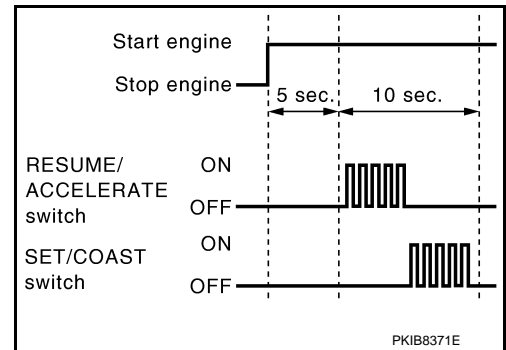 Start engine
Stop engine
5 sec. 10 sec.
RESUME/ ON
ACCELERATE
switch OFF
SET/COAST ON
switch OFF
PKIB8371E